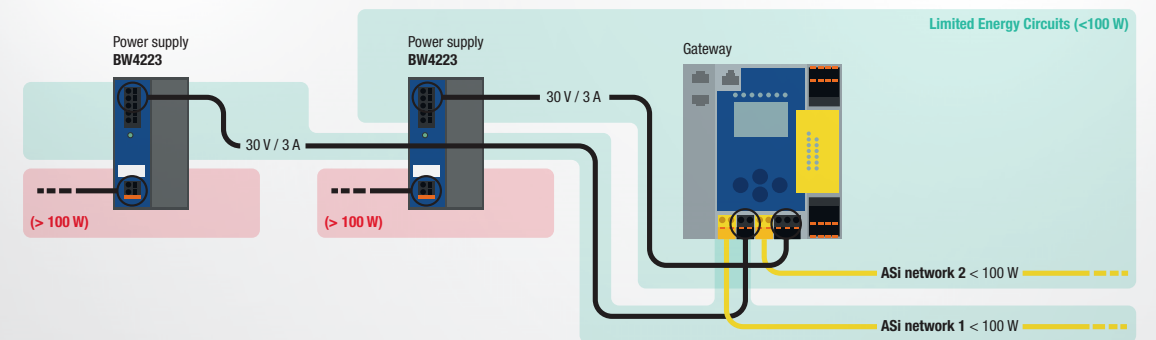 Limited Energy Circuits (<100 W)
Power supply
BW4223
Power supply
BW4223
Gateway
30 V / 3 A
30 V / 3 A
(> 100 W)
(> 100 W)
ASi network 2 < 100 W
ASi network 1 < 100 W